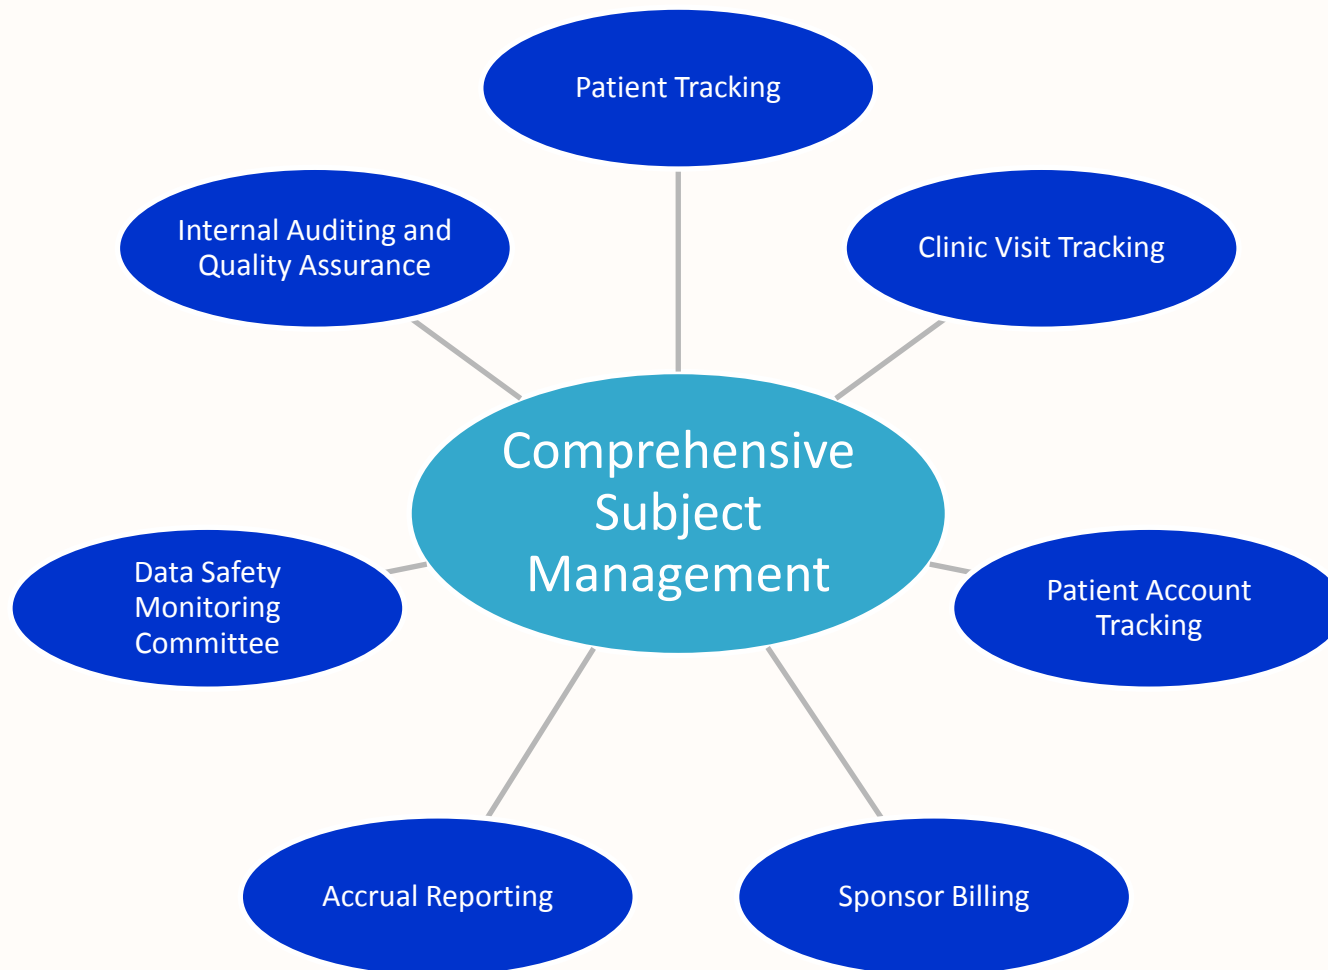 Patient Tracking
Internal Auditing and
Quality Assurance
Clinic Visit Tracking
Comprehensive
Subject
Management
Data Safety
Monitoring
Committee
Patient Account
Tracking
Accrual Reporting
Sponsor Billing